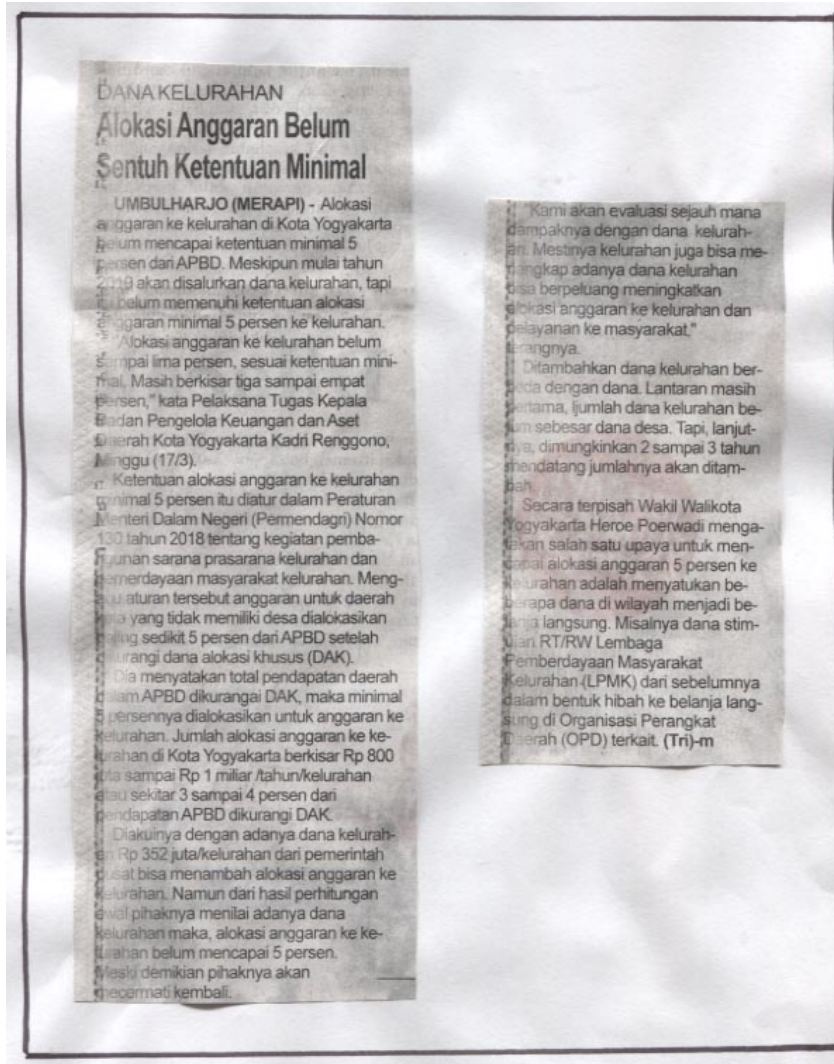 DANA KELURAHAN
Alokasi Anggaran Belum
Sentuh Ketentuan Minimal
UMBULHARJO (MERAPI) - Alokasi
anggaran ke kelurahan di Kota Yogyakarta
belum mencapai ketentuan minimal 5
persen dari APBD. Meskipun mulai tahun
2019 akan disalurkan dana kelurahan, tapi
itu belum memenuhi ketentuan alokasi
anggaran minimal 5 persen ke kelurahan.
"Alokasi anggaran ke kelurahan belum
sampai lima persen, sesuai ketentuan mini-
mal. Masih berkisar tiga sampai empat
persen," kata Pelaksana Tugas Kepala
Badan Pengelola Keuangan dan Aset
Daerah Kota Yogyakarta Kadri Renggono,
Minggu (17/3).
Ketentuan alokasi anggaran ke kelurahan
minimal 5 persen itu diatur dalam Peraturan
Menteri Dalam Negeri (Permendagri) Nomor
130 tahun 2018 tentang kegiatan pemba-
ngunan sarana prasarana kelurahan dan
pemerdayaan masyarakat kelurahan. Meng-
acu aturan tersebut anggaran untuk daerah
kota yang tidak memiliki desa dialokasikan
paling sedikit 5 persen dari APBD setelah
dikurangi dana alokasi khusus (DAK).
Dia menyatakan total pendapatan daerah
dalam APBD dikurangai DAK, maka minimal
5 persennya dialokasikan untuk anggaran ke
kelurahan. Jumlah alokasi anggaran ke ke-
lurahan di Kota Yogyakarta berkisar Rp 800
juta sampai Rp 1 miliar /tahun/kelurahan
atau sekitar 3 sampai 4 persen dari
pendapatan APBD dikurangi DAK.
Diakuinya dengan adanya dana kelurah-
an Rp 352 juta/kelurahan dari pemerintah
pusat bisa menambah alokasi anggaran ke
kelurahan. Namun dari hasil perhitungan
awal pihaknya menilai adanya dana
kelurahan maka, alokasi anggaran ke ke-
lurahan belum mencapai 5 persen.
Meski demikian pihaknya akan
mecermati kembali.
"Kami akan evaluasi sejauh mana
dampaknya dengan dana kelurah-
an. Mestinya kelurahan juga bisa me-
nangkap adanya dana kelurahan
bisa berpeluang meningkatkan
alokasi anggaran ke kelurahan dan
pelayanan ke masyarakat."
terangnya.
Ditambahkan dana kelurahan ber-
beda dengan dana. Lantaran masih
pertama, ljumlah dana kelurahan be-
lum sebesar dana desa. Tapi, lanjut-
nya, dimungkinkan 2 sampai 3 tahun
mendatang jumlahnya akan ditam-
bah.
Secara terpisah Wakil Walikota
Yogyakarta Heroe Poerwadi menga-
takan salah satu upaya untuk men-
capai alokasi anggaran 5 persen ke
kelurahan adalah menyatukan be-
berapa dana di wilayah menjadi be-
lanja langsung. Misalnya dana stim-
ulan RT/RW Lembaga
Pemberdayaan Masyarakat
Kelurahan (LPMK) dari sebelumnya
dalam bentuk hibah ke belanja lang-
sung di Organisasi Perangkat
Daerah (OPD) terkait. (Tri)-m